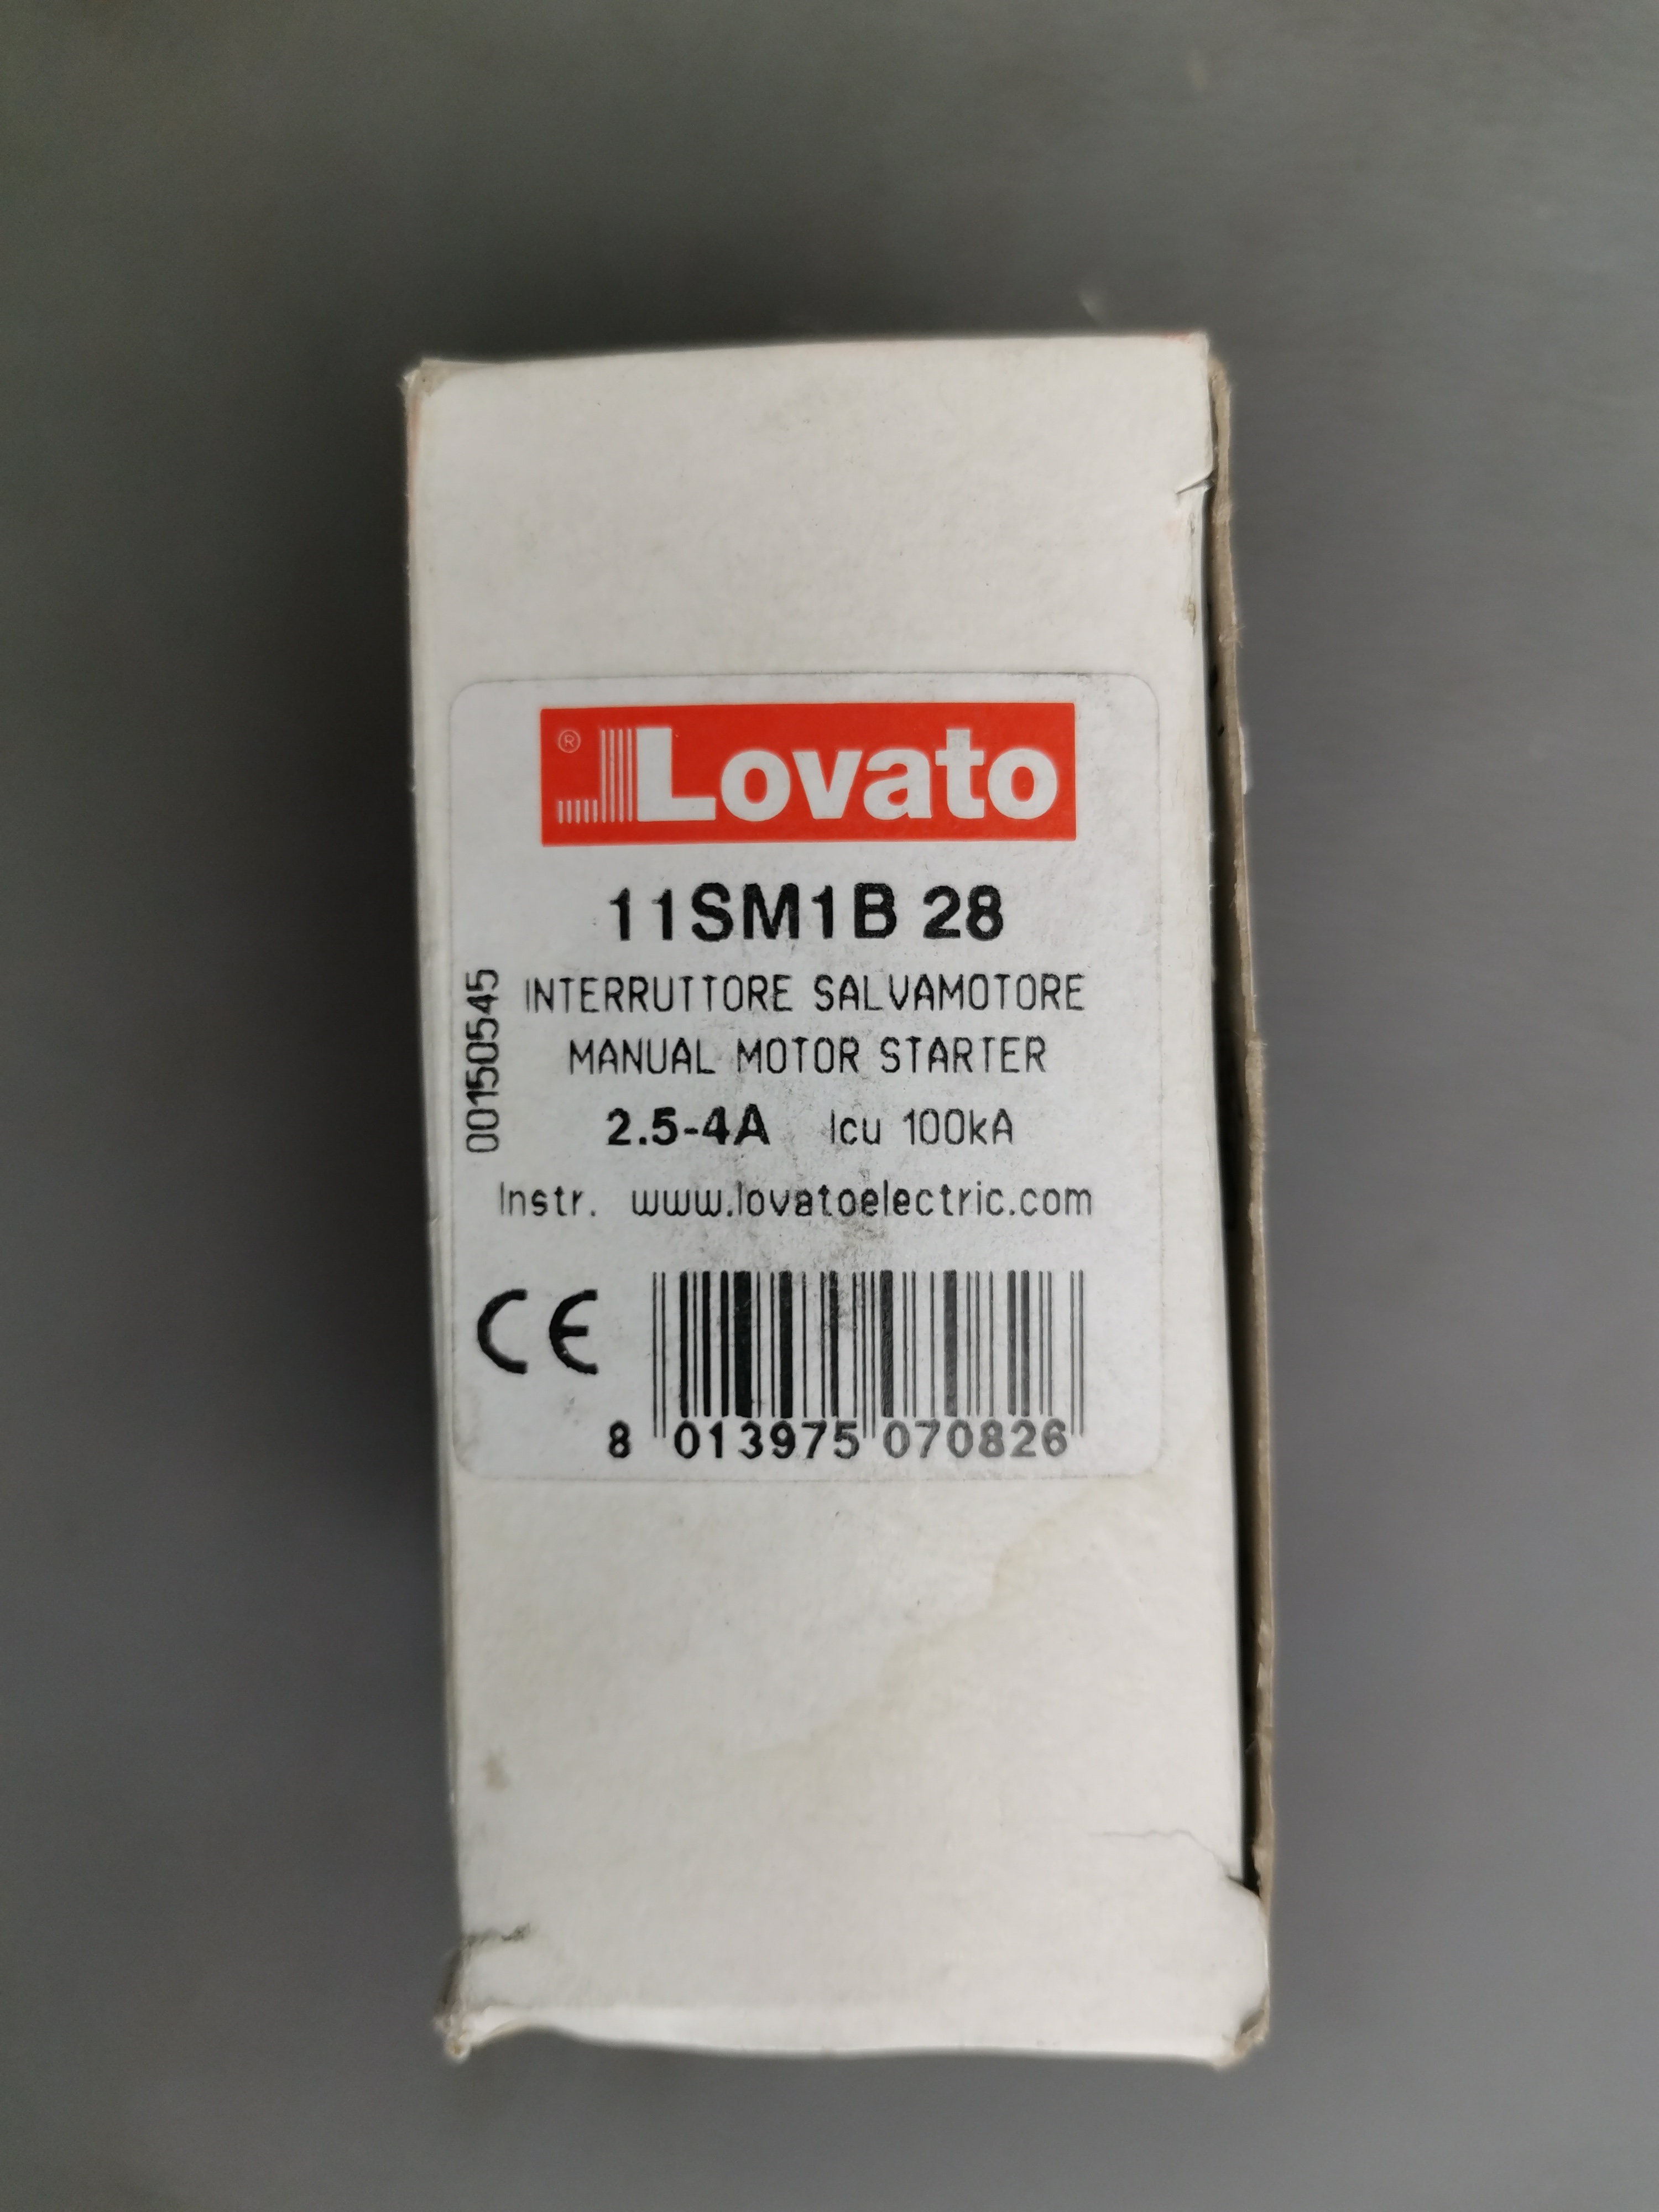 ® Lovato
11SM1B 28
INTERRUTTORE SALVAMOTORE
MANUAL MOTOR STARTER
2.5-4A Icu 100kA
Instr. www.lovatoelectric.com
00150545
CE
8 013975 070826